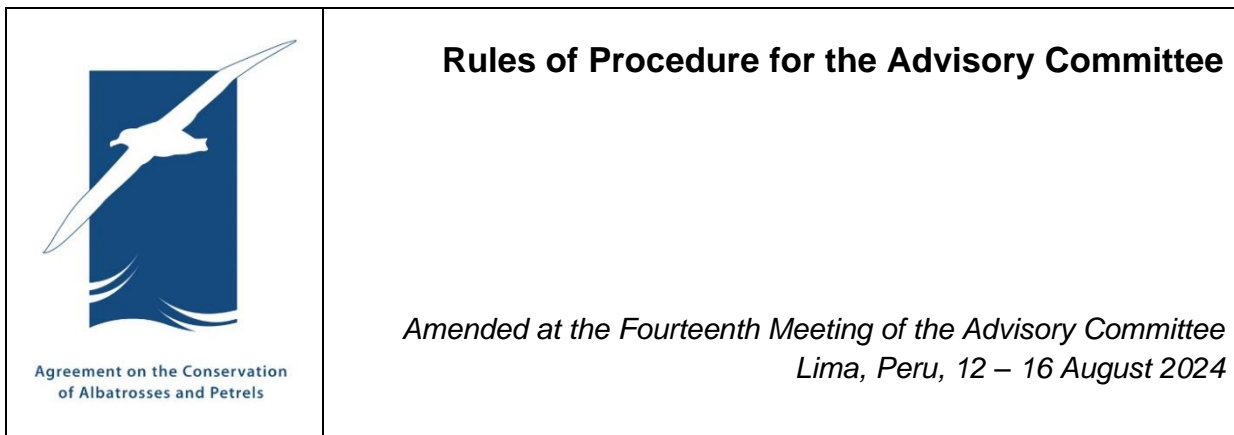 Rules of Procedure for the Advisory Committee
Amended at the Fourteenth Meeting of the Advisory Committee
Lima, Peru, 12 – 16 August 2024
Agreement on the Conservation
of Albatrosses and Petrels